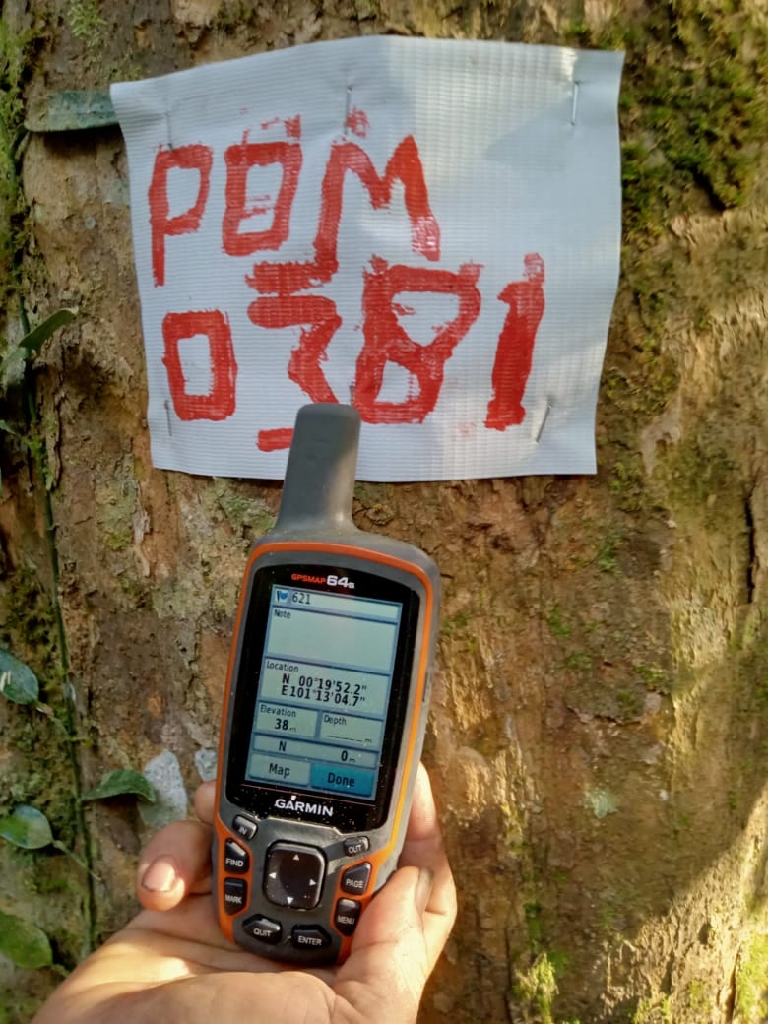 POM
0381
GPSMAP 64s
621
Note
Location
N 00°19'52.2"
E101°13'04.7"
Elevation
38m
Depth
_____m
N 0m
Map Done
GARMIN
IN OUT
FIND PAGE
MARK MENU
QUIT ENTER